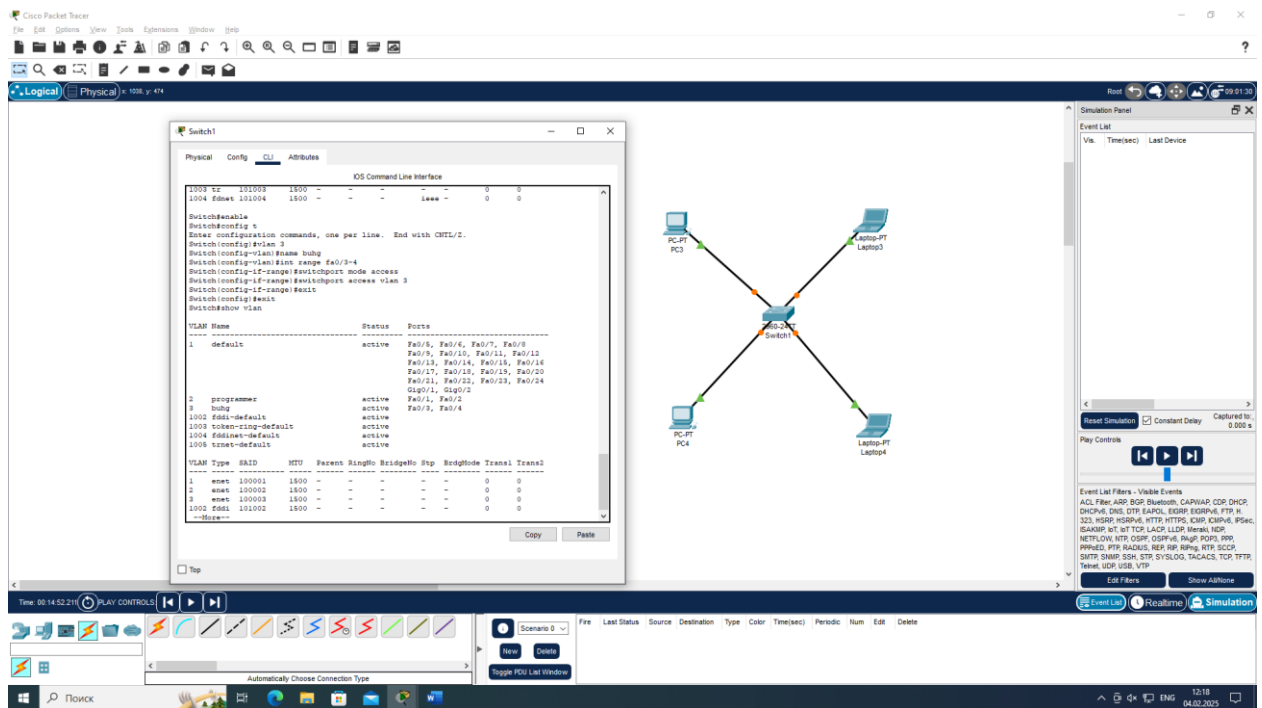 Cisco Packet Tracer
File Edit Options View Tools Extensions Window Help
?
Logical Physical x: 1038, y: 474
Root 09:01:30
Simulation Panel
Event List
Vis. Time(sec) Last Device
Switch1
Physical Config CLI Attributes
IOS Command Line Interface
1003 tr 101003 1500 - - - - - 0 0
1004 fdnet 101004 1500 - - - ieee - 0 0
Switch#enable
Switch#config t
Enter configuration commands, one per line. End with CNTL/Z.
Switch(config)#vlan 3
Switch(config-vlan)#name buhg
Switch(config-vlan)#int range fa0/3-4
Switch(config-if-range)#switchport mode access
Switch(config-if-range)#switchport access vlan 3
Switch(config-if-range)#exit
Switch(config)#exit
Switch#show vlan
VLAN Name Status Ports
---- -------------------------------- --------- -------------------------------
1 default active Fa0/5, Fa0/6, Fa0/7, Fa0/8
Fa0/9, Fa0/10, Fa0/11, Fa0/12
Fa0/13, Fa0/14, Fa0/15, Fa0/16
Fa0/17, Fa0/18, Fa0/19, Fa0/20
Fa0/21, Fa0/22, Fa0/23, Fa0/24
Gig0/1, Gig0/2
2 programmer active Fa0/1, Fa0/2
3 buhg active Fa0/3, Fa0/4
1002 fddi-default active
1003 token-ring-default active
1004 fddinet-default active
1005 trnet-default active
VLAN Type SAID MTU Parent RingNo BridgeNo Stp BrdgMode Trans1 Trans2
---- ----- ---------- ----- ------ ------ -------- ---- -------- ------ ------
1 enet 100001 1500 - - - - - 0 0
2 enet 100002 1500 - - - - - 0 0
3 enet 100003 1500 - - - - - 0 0
1002 fddi 101002 1500 - - - - - 0 0
--More--
Copy Paste
Top
PC-PT
PC3
Laptop-PT
Laptop3
2960-24TT
Switch1
PC-PT
PC4
Laptop-PT
Laptop4
Reset Simulation Constant Delay Captured to:
0.000 s
Play Controls
Event List Filters - Visible Events
ACL Filter, ARP, BGP, Bluetooth, CAPWAP, CDP, DHCP,
DHCPv6, DNS, DTP, EAPOL, EIGRP, EIGRPv6, FTP, H.
323, HSRP, HSRPv6, HTTP, HTTPS, ICMP, ICMPv6, IPSec,
ISAKMP, IoT, IoT TCP, LACP, LLDP, Meraki, NDP,
NETFLOW, NTP, OSPF, OSPFv6, PAgP, POP3, PPP,
PPPoED, PTP, RADIUS, REP, RIP, RIPng, RTP, SCCP,
SMTP, SNMP, SSH, STP, SYSLOG, TACACS, TCP, TFTP,
Telnet, UDP, USB, VTP
Edit Filters Show All/None
Time: 00:14:52.211 PLAY CONTROLS:
Event List Realtime Simulation
Scenario 0
New Delete
Toggle PDU List Window
Fire Last Status Source Destination Type Color Time(sec) Periodic Num Edit Delete
Automatically Choose Connection Type
Поиск
ENG
12:18
04.02.2025